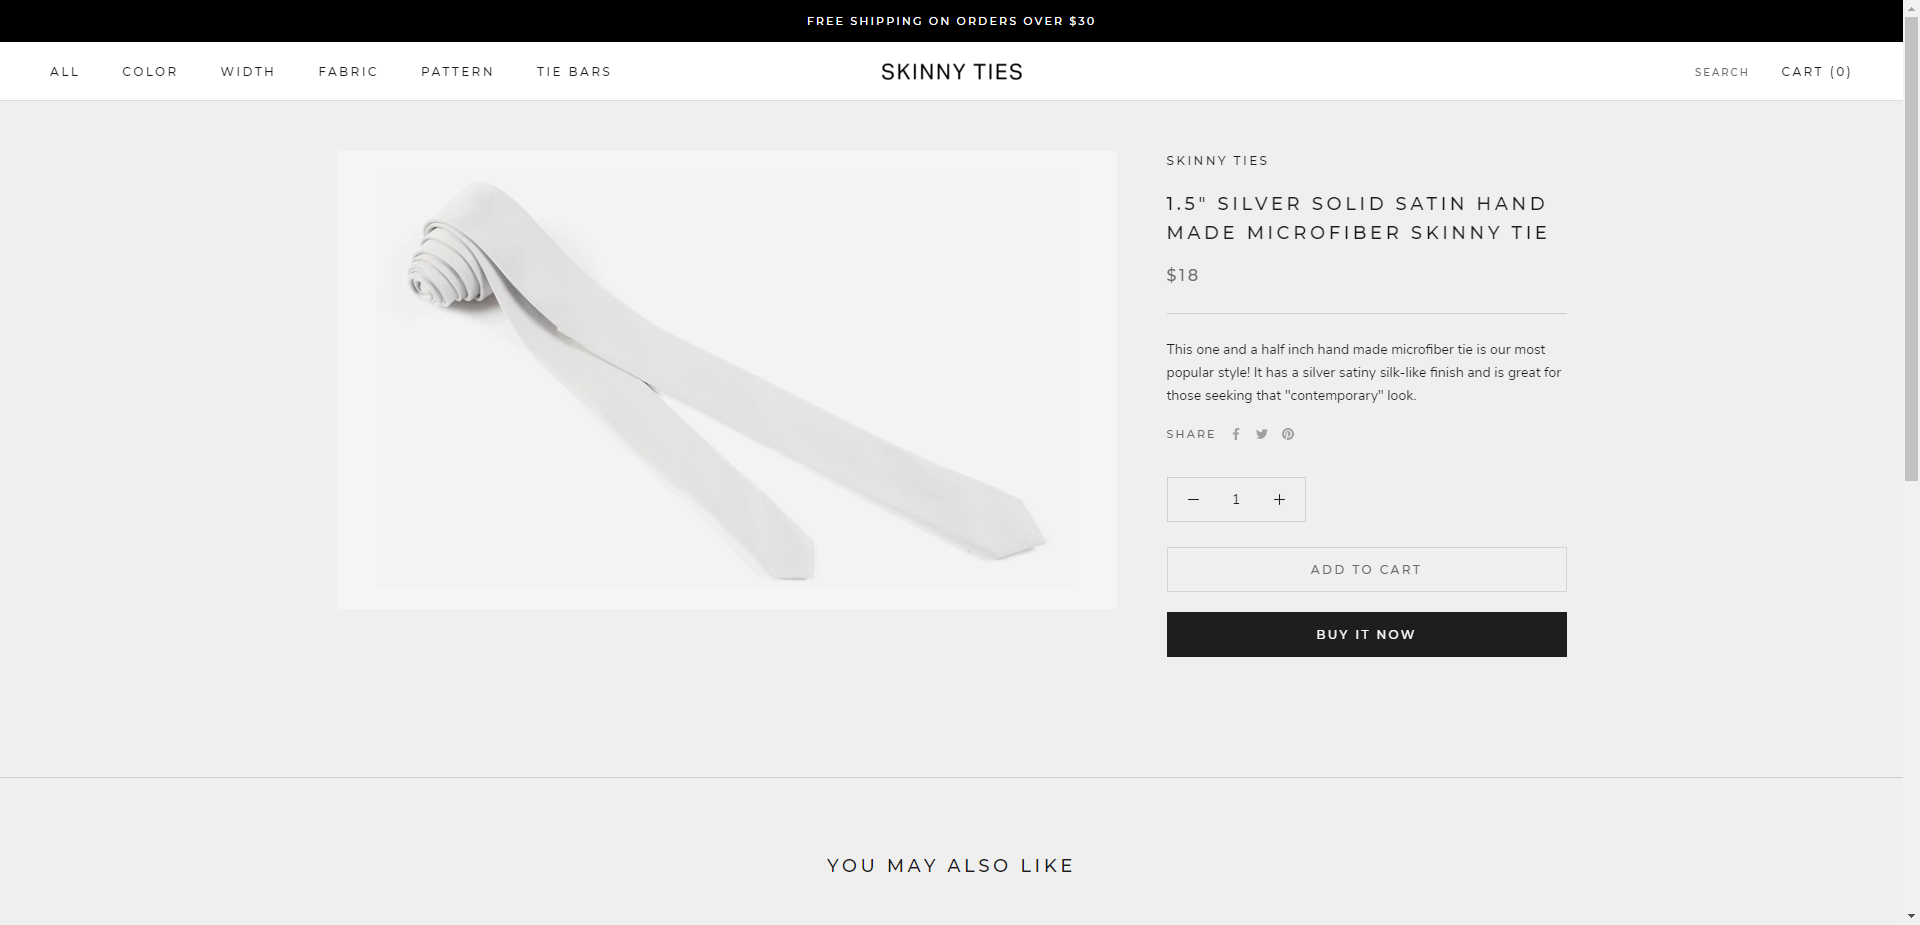 FREE SHIPPING ON ORDERS OVER $30
ALL COLOR WIDTH FABRIC PATTERN TIE BARS SKINNY TIES SEARCH CART (0)
SKINNY TIES
1.5" SILVER SOLID SATIN HAND
MADE MICROFIBER SKINNY TIE
$18
This one and a half inch hand made microfiber tie is our most
popular style! It has a silver satiny silk-like finish and is great for
those seeking that "contemporary" look.
SHARE
1
ADD TO CART
BUY IT NOW
YOU MAY ALSO LIKE